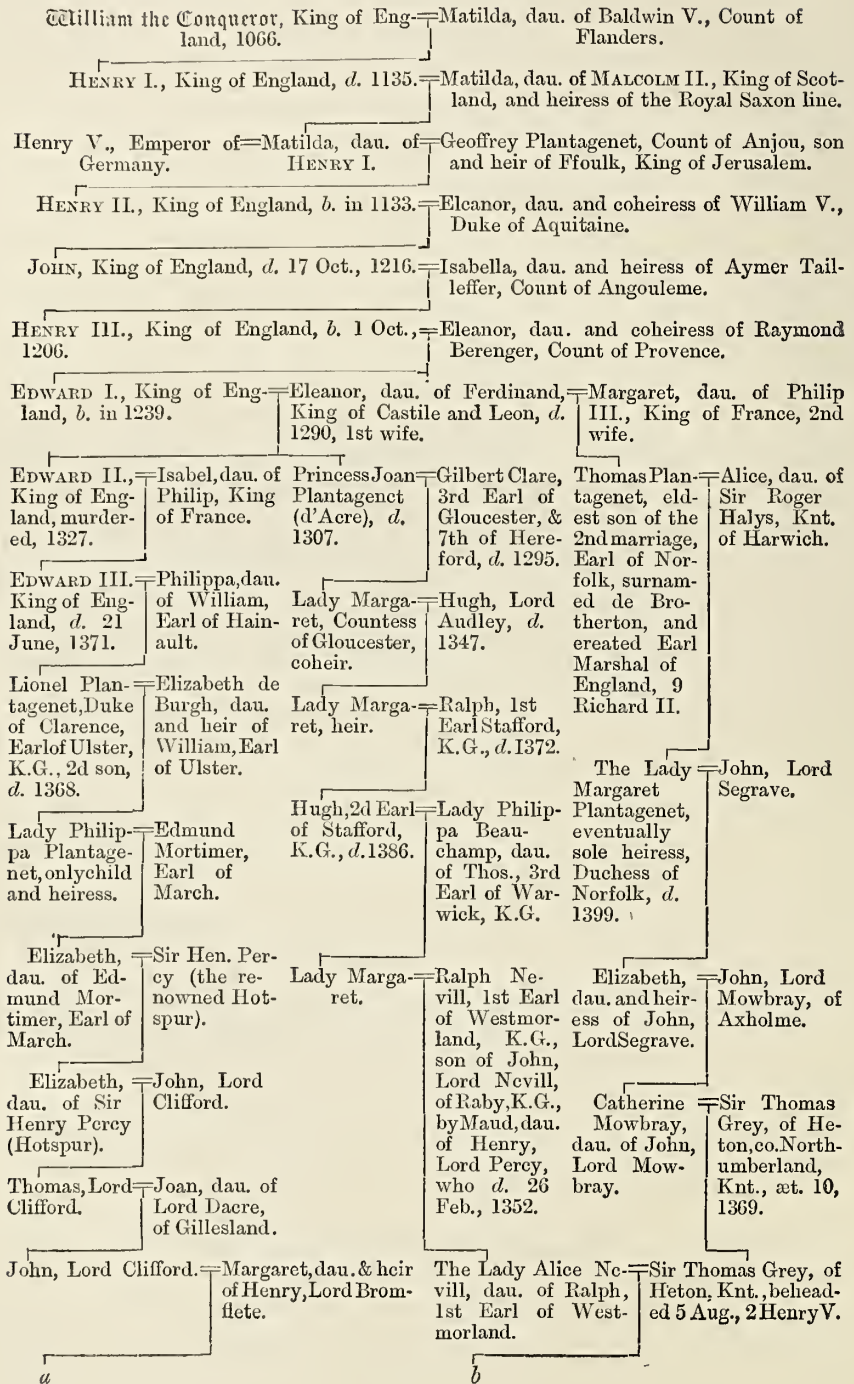 William the Conqueror, King of Eng-
land, 1066.
Matilda, dau. of Baldwin V., Count of
Flanders.
HENRY I., King of England, d. 1135.
Matilda, dau. of MALCOLM II., King of Scot-
land, and heiress of the Royal Saxon line.
Henry V., Emperor of
Germany.
Matilda, dau. of
HENRY I.
Geoffrey Plantagenet, Count of Anjou, son
and heir of Ffoulk, King of Jerusalem.
HENRY II., King of England, b. in 1133.
Eleanor, dau. and coheiress of William V.,
Duke of Aquitaine.
JOHN, King of England, d. 17 Oct., 1216.
Isabella, dau. and heiress of Aymer Tail-
leffer, Count of Angouleme.
HENRY III., King of England, b. 1 Oct.,
1206.
Eleanor, dau. and coheiress of Raymond
Berenger, Count of Provence.
EDWARD I., King of Eng-
land, b. in 1239.
Eleanor, dau. of Ferdinand,
King of Castile and Leon, d.
1290, 1st wife.
Margaret, dau. of Philip
III., King of France, 2nd
wife.
EDWARD II.,
King of Eng-
land, murder-
ed, 1327.
Isabel, dau. of
Philip, King
of France.
Princess Joan
Plantagenet
(d'Acre), d.
1307.
Gilbert Clare,
3rd Earl of
Gloucester, &
7th of Here-
ford, d. 1295.
Thomas Plan-
tagenet, eld-
est son of the
2nd marriage,
Earl of Nor-
folk, surnam-
ed de Bro-
therton, and
ereated Earl
Marshal of
England, 9
Richard II.
Alice, dau. of
Sir Roger
Halys, Knt.
of Harwich.
EDWARD III.
King of Eng-
land, d. 21
June, 1371.
Philippa, dau.
of William,
Earl of Hain-
ault.
Lady Marga-
ret, Countess
of Gloucester,
coheir.
Hugh, Lord
Audley, d.
1347.
Lionel Plan-
tagenet, Duke
of Clarence,
Earl of Ulster,
K.G., 2d son,
d. 1368.
Elizabeth de
Burgh, dau.
and heir of
William, Earl
of Ulster.
Lady Marga-
ret, heir.
Ralph, 1st
Earl Stafford,
K.G., d. 1372.
The Lady
Margaret
Plantagenet,
eventually
sole heiress,
Duchess of
Norfolk, d.
1399.
John, Lord
Segrave.
Lady Philip-
pa Plantage-
net, only child
and heiress.
Edmund
Mortimer,
Earl of
March.
Hugh, 2d Earl
of Stafford,
K.G., d. 1386.
Lady Philip-
pa Beau-
champ, dau.
of Thos., 3rd
Earl of War-
wick, K.G.
Elizabeth,
dau. of Ed-
mund Mor-
timer, Earl of
March.
Sir Hen. Per-
cy (the re-
nowned Hot-
spur).
Lady Marga-
ret.
Ralph Ne-
vill, 1st Earl
of Westmor-
land, K.G.,
son of John,
Lord Nevill,
of Raby, K.G.,
by Maud, dau.
of Henry,
Lord Percy,
who d. 26
Feb., 1352.
Elizabeth,
dau. and heir-
ess of John,
Lord Segrave.
John, Lord
Mowbray, of
Axholme.
Elizabeth,
dau. of Sir
Henry Percy
(Hotspur).
John, Lord
Clifford.
Catherine
Mowbray,
dau. of John,
Lord Mow-
bray.
Sir Thomas
Grey, of He-
ton, co. North-
umberland,
Knt., æt. 10,
1369.
Thomas, Lord
Clifford.
Joan, dau. of
Lord Dacre,
of Gillesland.
John, Lord Clifford.
Margaret, dau. & heir
of Henry, Lord Brom-
flete.
The Lady Alice Ne-
vill, dau. of Ralph,
1st Earl of West-
morland.
Sir Thomas Grey, of
Heton, Knt., behead-
ed 5 Aug., 2 Henry V.
a
b